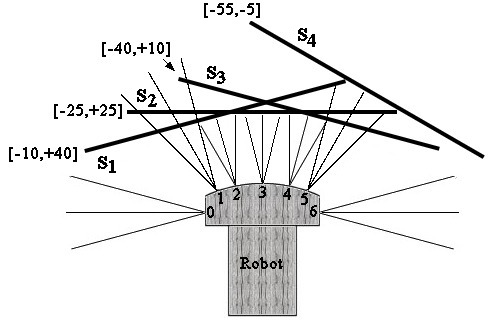 [-55,-5]
S4
[-40,+10]
S3
S2
[-25,+25]
[-10,+40]
S1
0 1 2 3 4 5 6
Robot